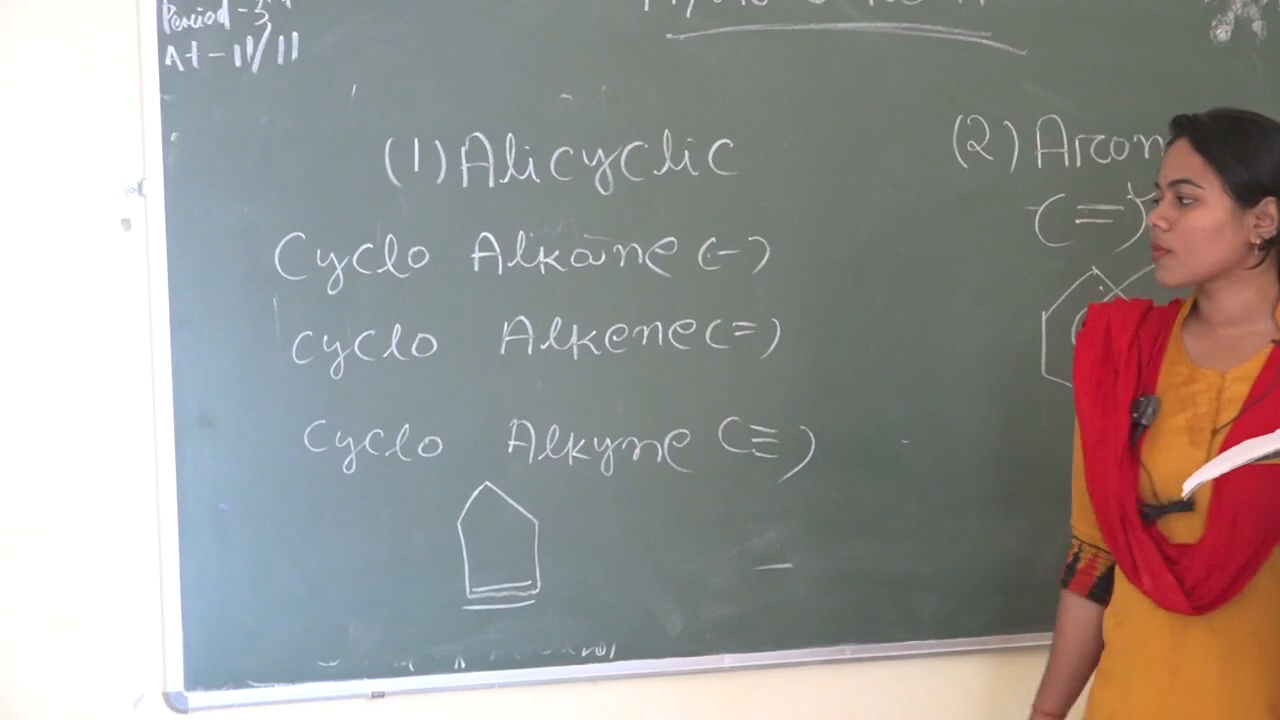 Period - 3
At - 11/11
(1) Alicyclic
Cyclo Alkane (-)
Cyclo Alkene (=)
Cyclo Alkyne (≡)
(2) Arom
(=)